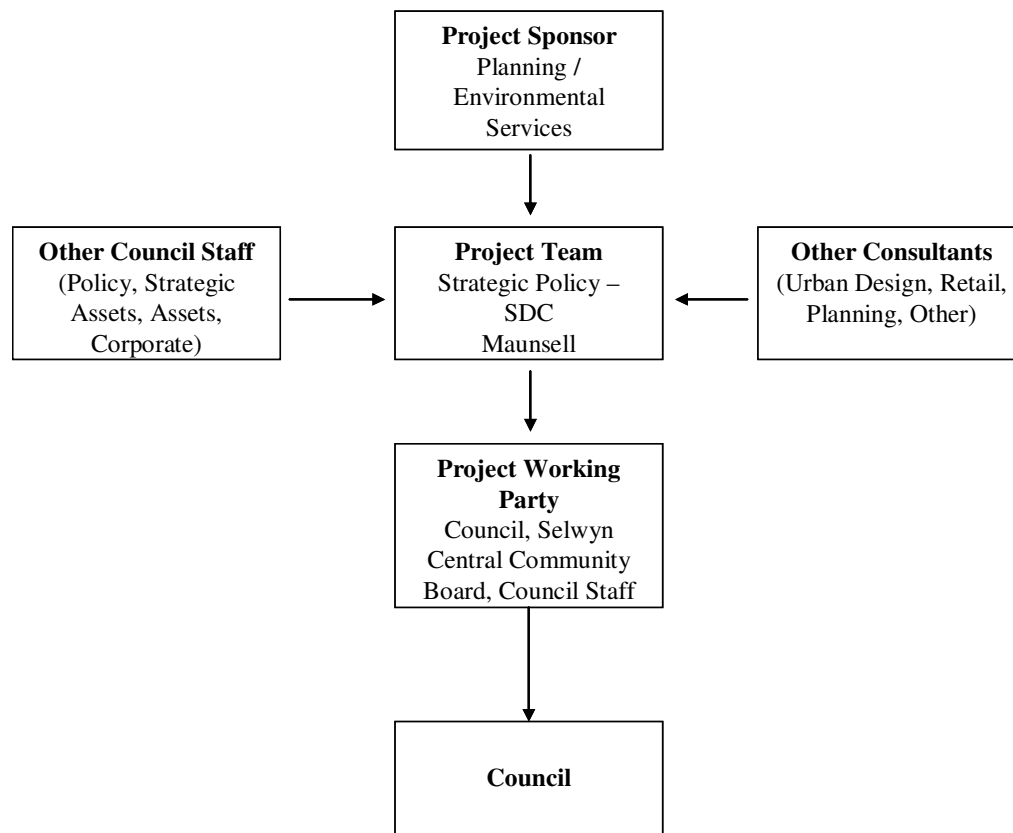 Project Sponsor
Planning /
Environmental
Services
Other Council Staff
(Policy, Strategic
Assets, Assets,
Corporate)
Project Team
Strategic Policy –
SDC
Maunsell
Other Consultants
(Urban Design, Retail,
Planning, Other)
Project Working
Party
Council, Selwyn
Central Community
Board, Council Staff
Council